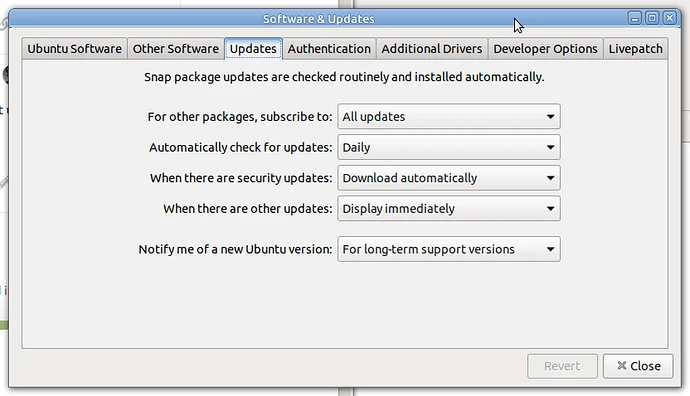 Software & Updates
Ubuntu Software Other Software Updates Authentication Additional Drivers Developer Options Livepatch
Snap package updates are checked routinely and installed automatically.
For other packages, subscribe to: All updates
Automatically check for updates: Daily
When there are security updates: Download automatically
When there are other updates: Display immediately
Notify me of a new Ubuntu version: For long-term support versions
Revert Close